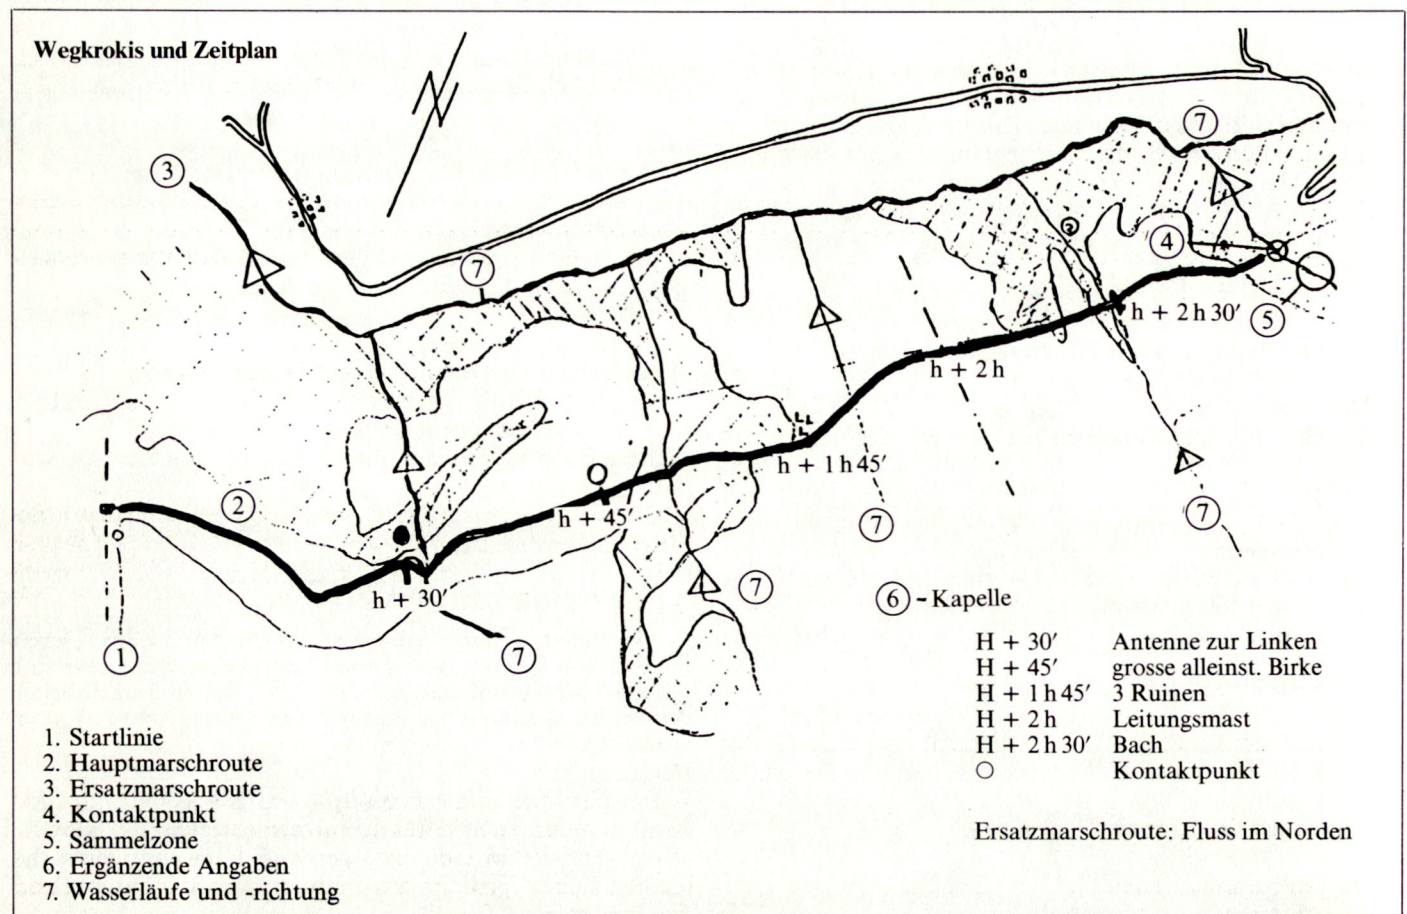 Wegkrokis und Zeitplan
3
7
7
4
h + 2 h 30′
5
h + 2 h
h + 1 h 45′
7
2
h + 45′
7
7
h + 30′
7
1
6 - Kapelle
H + 30′ Antenne zur Linken
H + 45′ grosse alleinst. Birke
H + 1 h 45′ 3 Ruinen
H + 2 h Leitungsmast
H + 2 h 30′ Bach
○ Kontaktpunkt
Ersatzmarschroute: Fluss im Norden
1. Startlinie
2. Hauptmarschroute
3. Ersatzmarschroute
4. Kontaktpunkt
5. Sammelzone
6. Ergänzende Angaben
7. Wasserläufe und -richtung